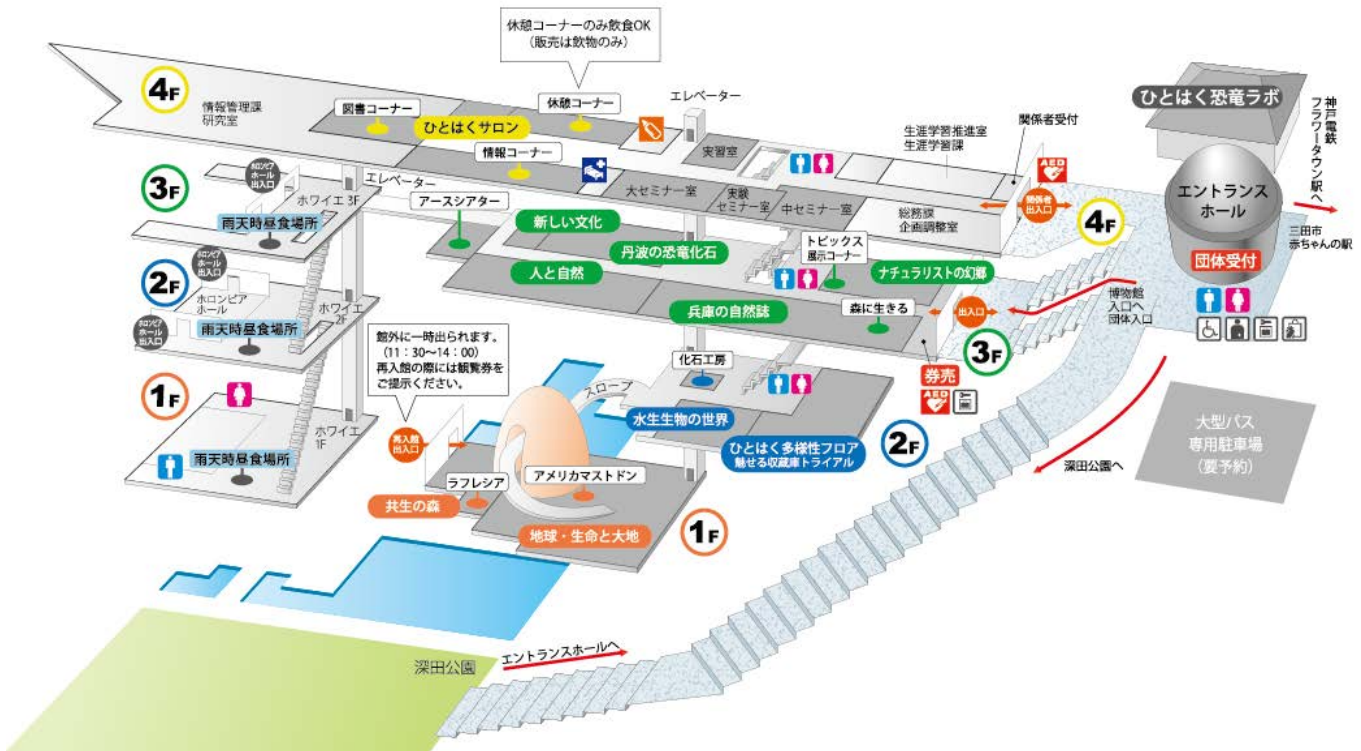 休憩コーナーのみ飲食OK
（販売は飲物のみ）
4F
情報管理課
研究室
図書コーナー
休憩コーナー
ひとはくサロン
情報コーナー
エレベーター
実習室
生涯学習推進室
生涯学習課
関係者受付
AED
ひとはく恐竜ラボ
神戸電鉄
フラワータウン駅へ
エントランス
ホール
団体受付
三田市
赤ちゃんの駅
関係者
出入口
4F
大セミナー室
実験
セミナー室
中セミナー室
総務課
企画調整室
3F
ホロンピア
ホール
出入口
ホワイエ 3F
エレベーター
雨天時昼食場所
アースシアター
新しい文化
丹波の恐竜化石
人と自然
トピックス
展示コーナー
ナチュラリストの幻郷
兵庫の自然誌
森に生きる
出入口
博物館
入口へ
団体入口
3F
券売
AED
2F
ホロンピア
ホール
出入口
ホロンピア
ホール
ホロンピア
ホール
出入口
雨天時昼食場所
ホワイエ
2F
館外に一時出られます。
（11：30～14：00）
再入館の際には観覧券を
ご提示ください。
スロープ
化石工房
水生生物の世界
ひとはく多様性フロア
魅せる収蔵庫トライアル
2F
大型バス
専用駐車場
（要予約）
深田公園へ
1F
ホワイエ
1F
雨天時昼食場所
再入館
出入口
ラフレシア
アメリカマストドン
共生の森
地球・生命と大地
1F
深田公園
エントランスホールへ